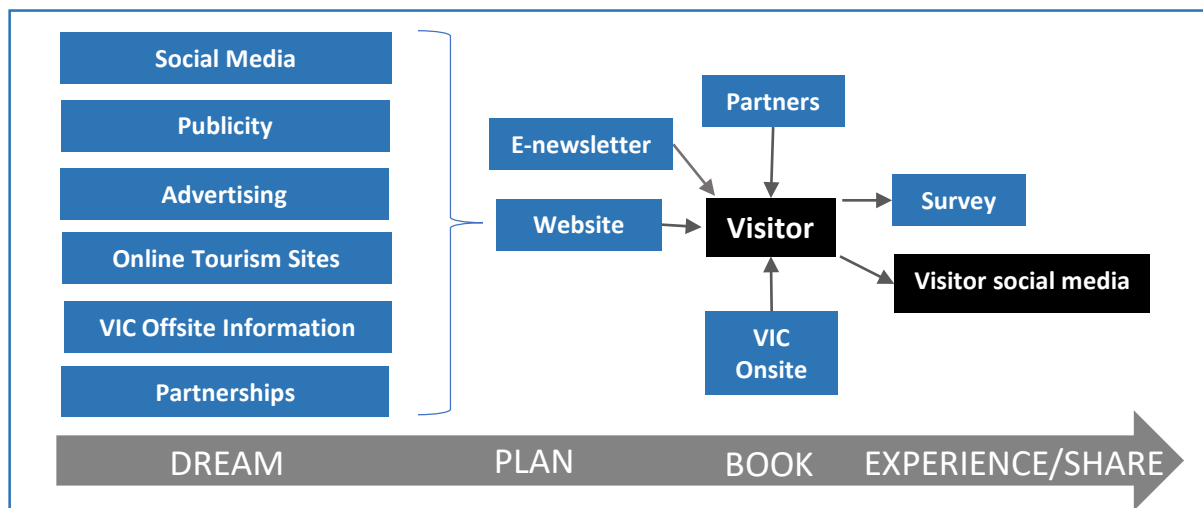 Social Media
Publicity
Advertising
Online Tourism Sites
VIC Offsite Information
Partnerships
E-newsletter
Website
Partners
Visitor
VIC
Onsite
Survey
Visitor social media
DREAM
PLAN
BOOK
EXPERIENCE/SHARE